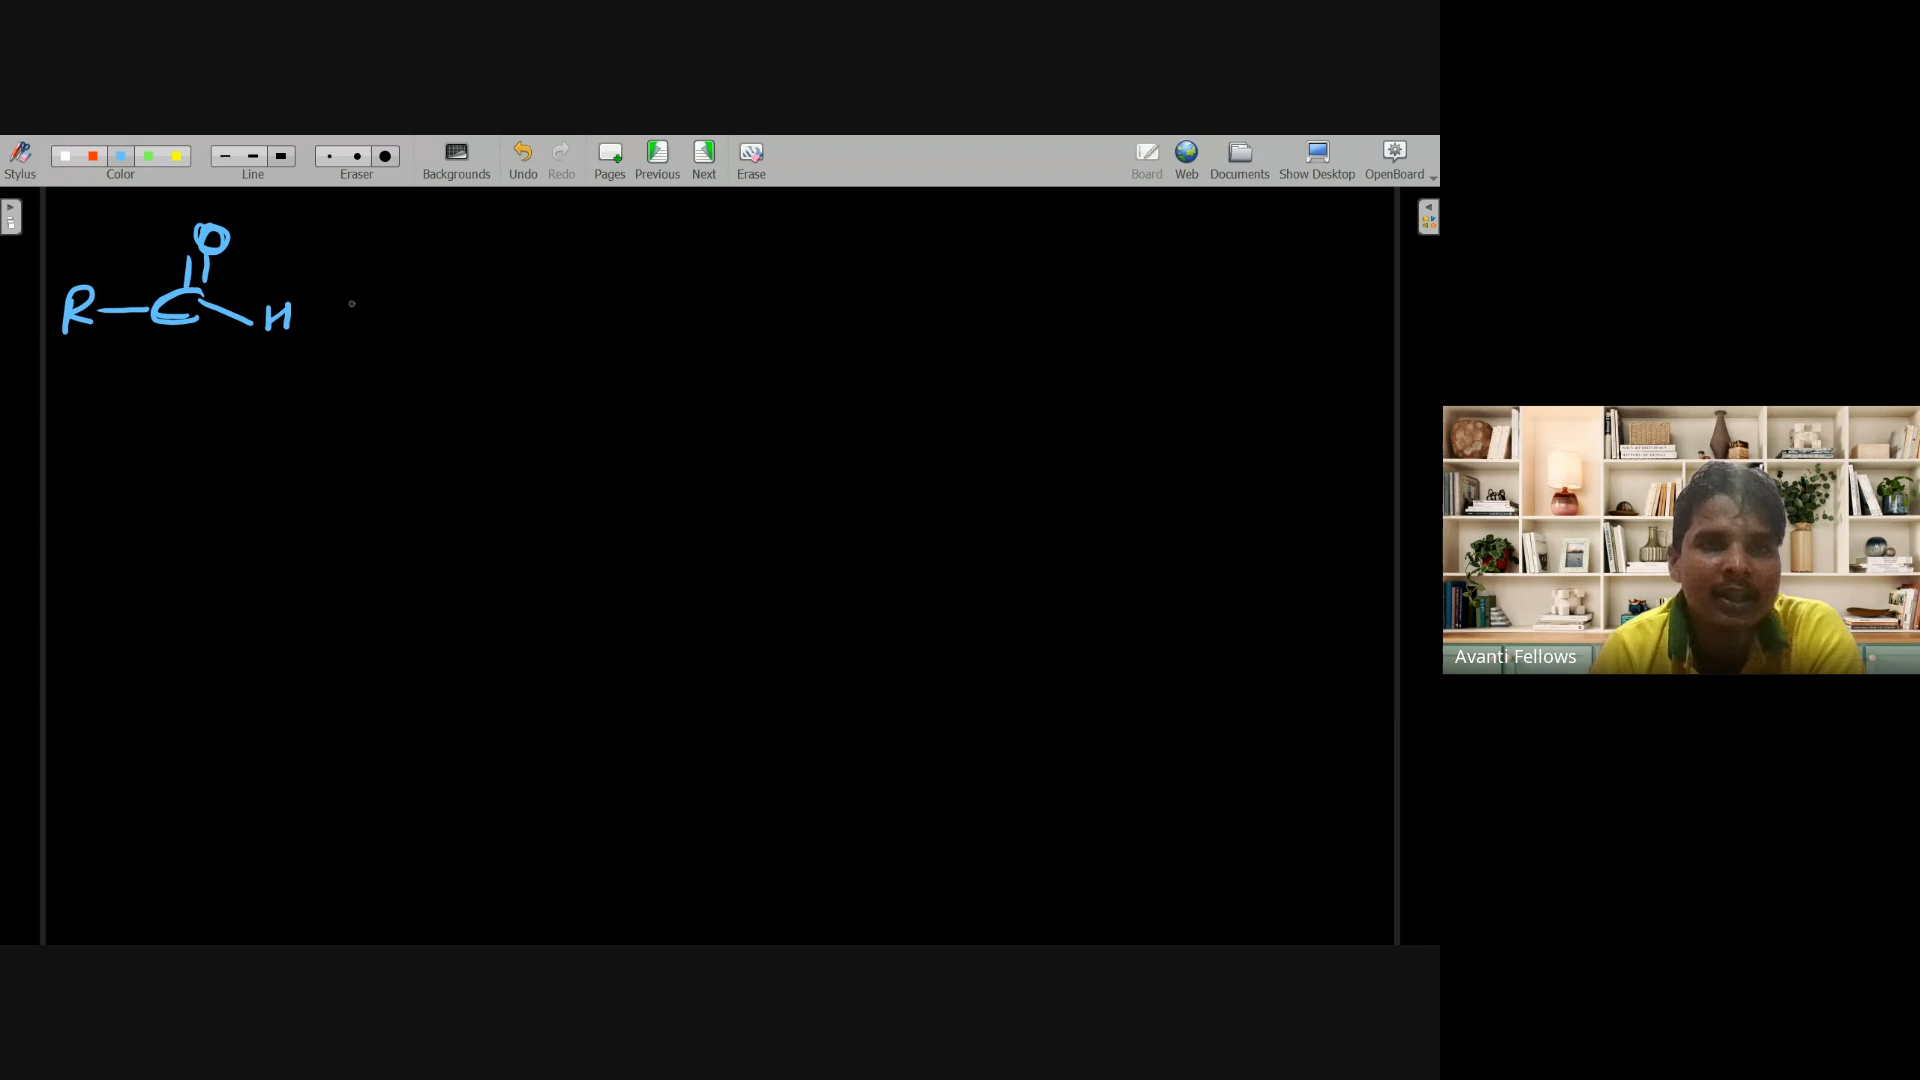 Stylus Color Line Eraser Backgrounds Undo Redo Pages Previous Next Erase Board Web Documents Show Desktop OpenBoard
O
R—C—H
Avanti Fellows